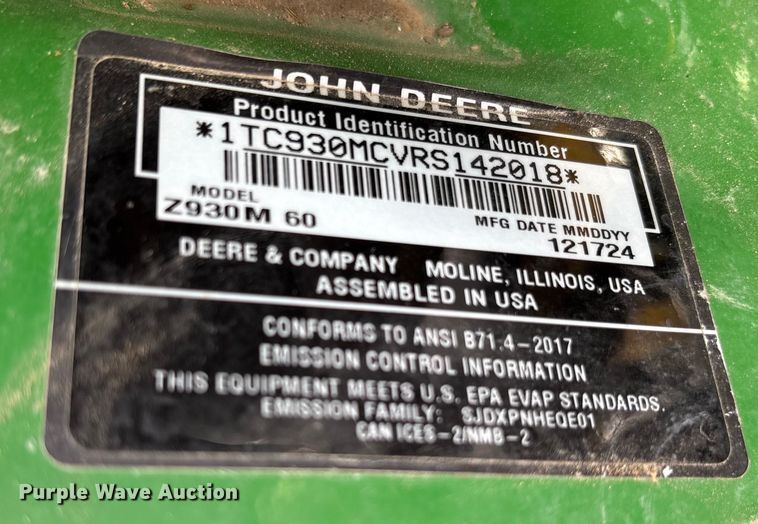 JOHN DEERE
Product Identification Number
*1TC930MCVRS142018*
MODEL
Z930M 60
MFG DATE MMDDYY
121724
DEERE & COMPANY MOLINE, ILLINOIS, USA
ASSEMBLED IN USA
CONFORMS TO ANSI B71.4-2017
EMISSION CONTROL INFORMATION
THIS EQUIPMENT MEETS U.S. EPA EVAP STANDARDS.
EMISSION FAMILY: SJDXPNHEQE01
CAN ICES-2/NMB-2
Purple Wave Auction